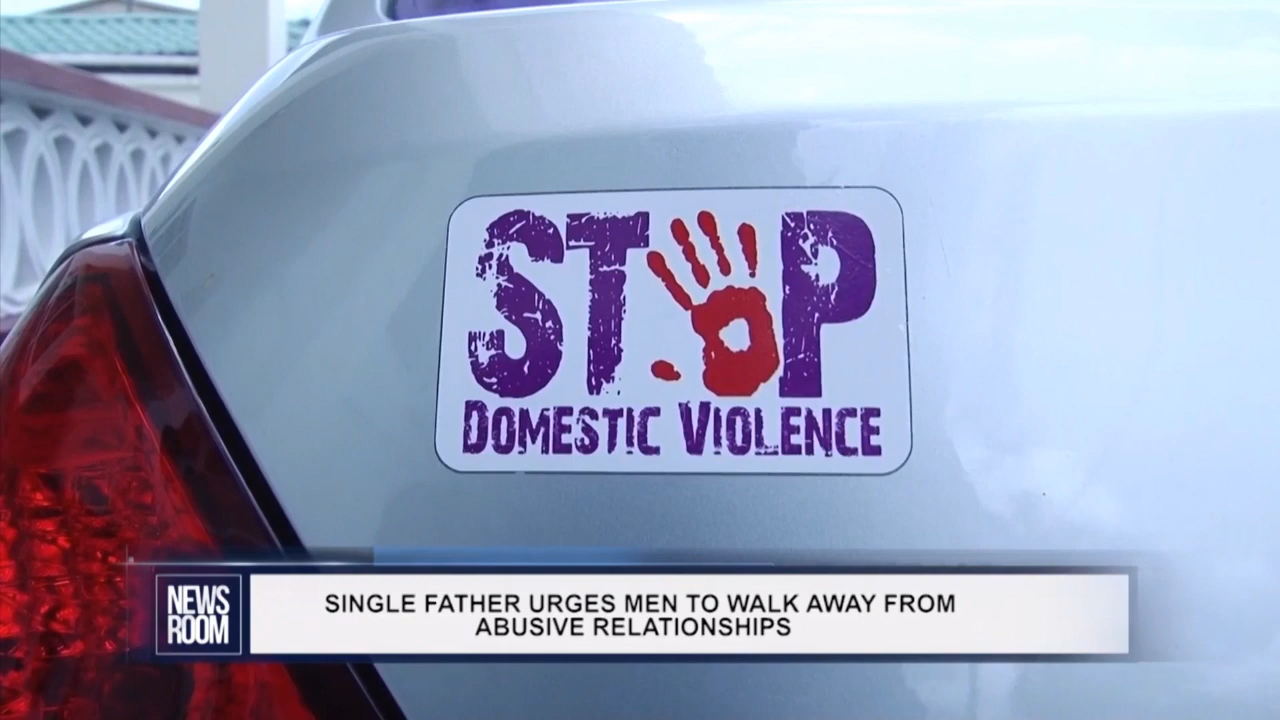 STOP
DOMESTIC VIOLENCE
NEWS
ROOM
SINGLE FATHER URGES MEN TO WALK AWAY FROM
ABUSIVE RELATIONSHIPS